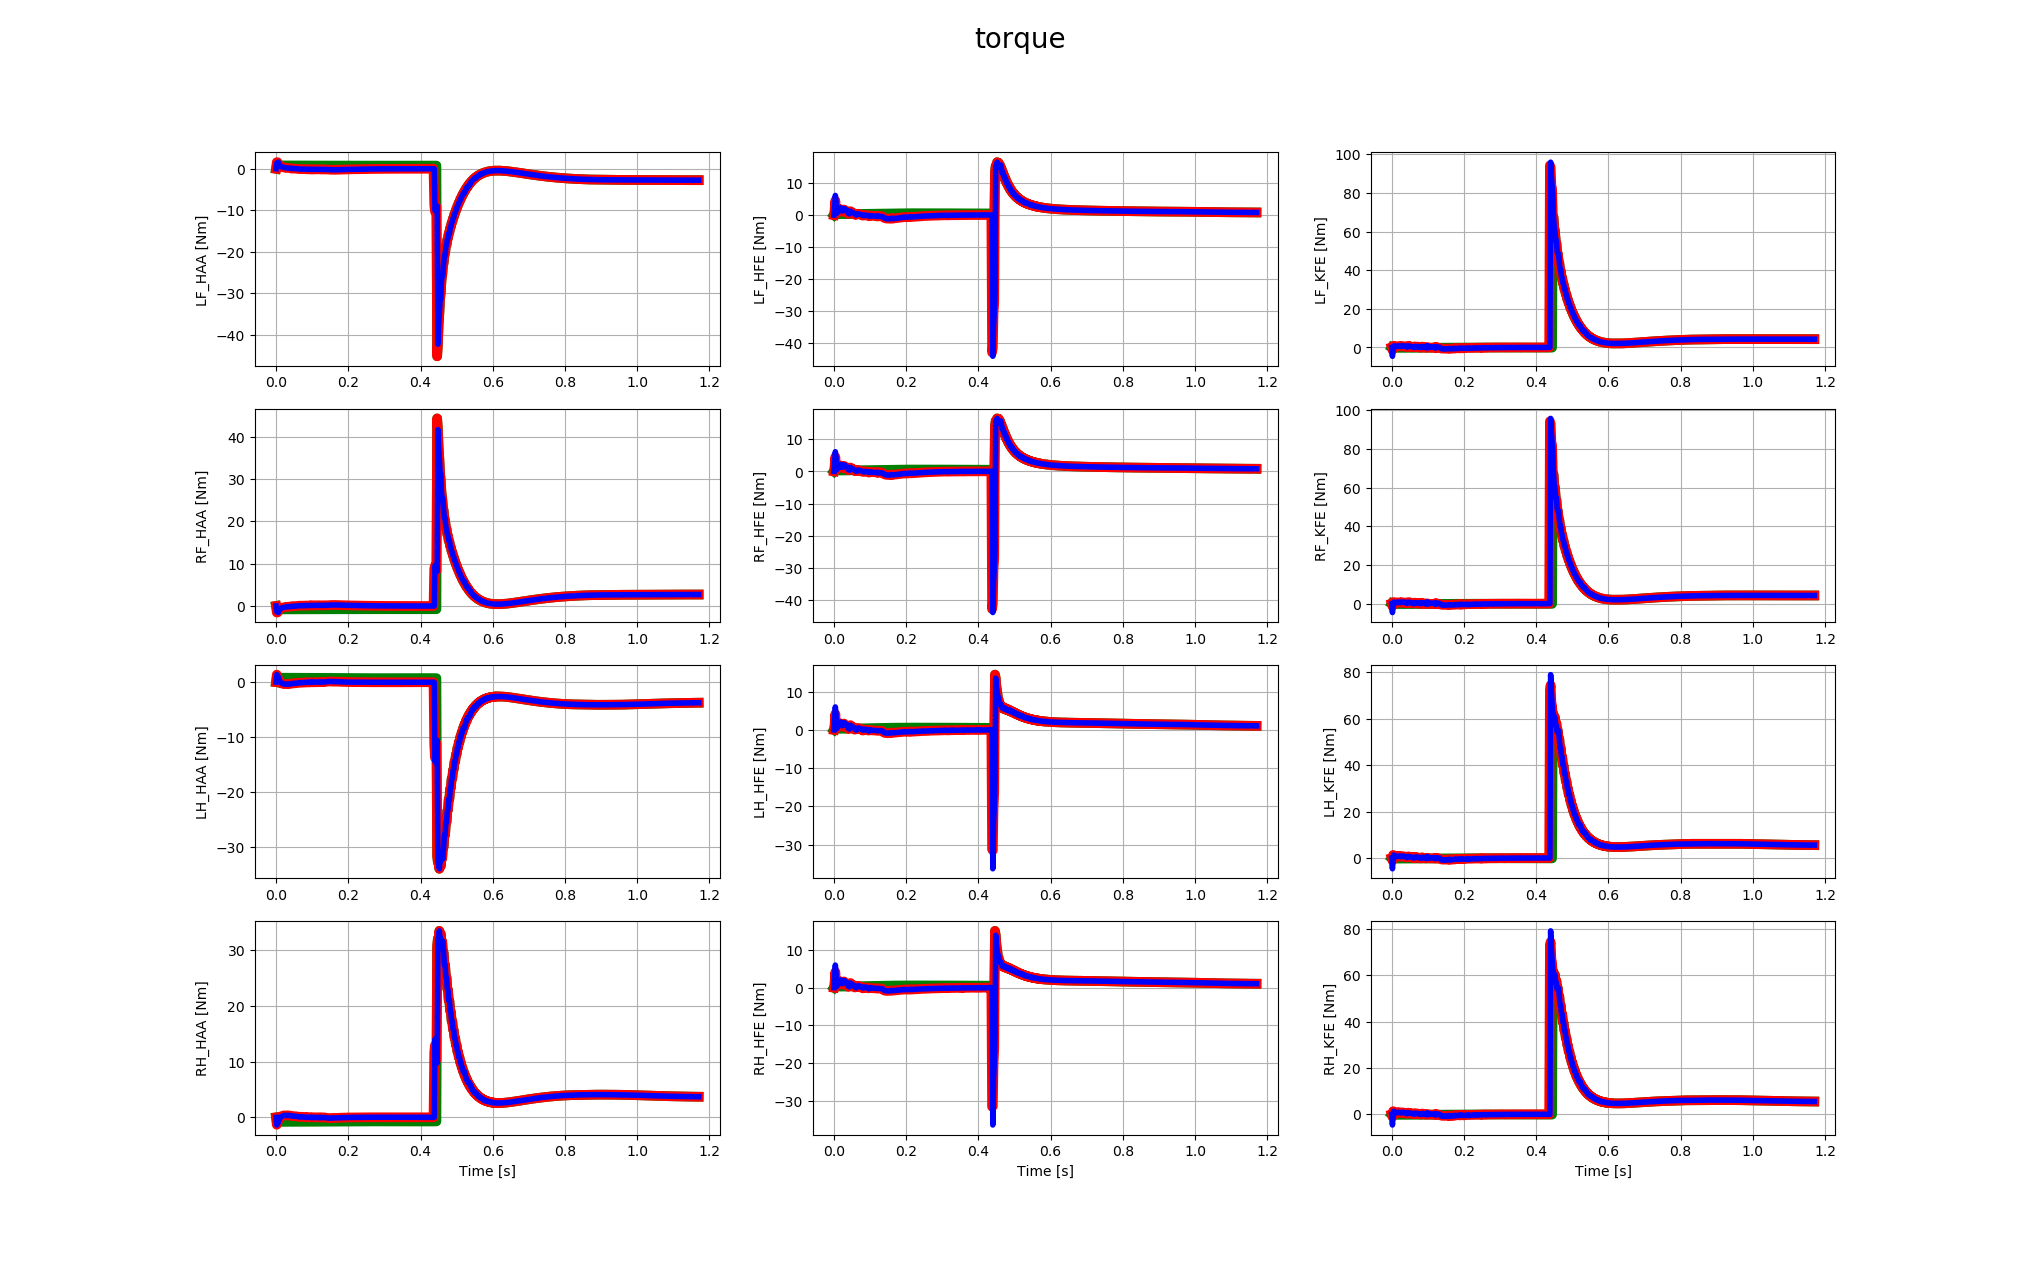 torque
LF_HAA [Nm]
0
−10
−20
−30
−40
0.0 0.2 0.4 0.6 0.8 1.0 1.2
LF_HFE [Nm]
10
0
−10
−20
−30
−40
0.0 0.2 0.4 0.6 0.8 1.0 1.2
LF_KFE [Nm]
100
80
60
40
20
0
0.0 0.2 0.4 0.6 0.8 1.0 1.2
RF_HAA [Nm]
40
30
20
10
0
0.0 0.2 0.4 0.6 0.8 1.0 1.2
RF_HFE [Nm]
10
0
−10
−20
−30
−40
0.0 0.2 0.4 0.6 0.8 1.0 1.2
RF_KFE [Nm]
100
80
60
40
20
0
0.0 0.2 0.4 0.6 0.8 1.0 1.2
LH_HAA [Nm]
0
−10
−20
−30
0.0 0.2 0.4 0.6 0.8 1.0 1.2
LH_HFE [Nm]
10
0
−10
−20
−30
0.0 0.2 0.4 0.6 0.8 1.0 1.2
LH_KFE [Nm]
80
60
40
20
0
0.0 0.2 0.4 0.6 0.8 1.0 1.2
RH_HAA [Nm]
30
20
10
0
0.0 0.2 0.4 0.6 0.8 1.0 1.2
Time [s]
RH_HFE [Nm]
10
0
−10
−20
−30
0.0 0.2 0.4 0.6 0.8 1.0 1.2
Time [s]
RH_KFE [Nm]
80
60
40
20
0
0.0 0.2 0.4 0.6 0.8 1.0 1.2
Time [s]